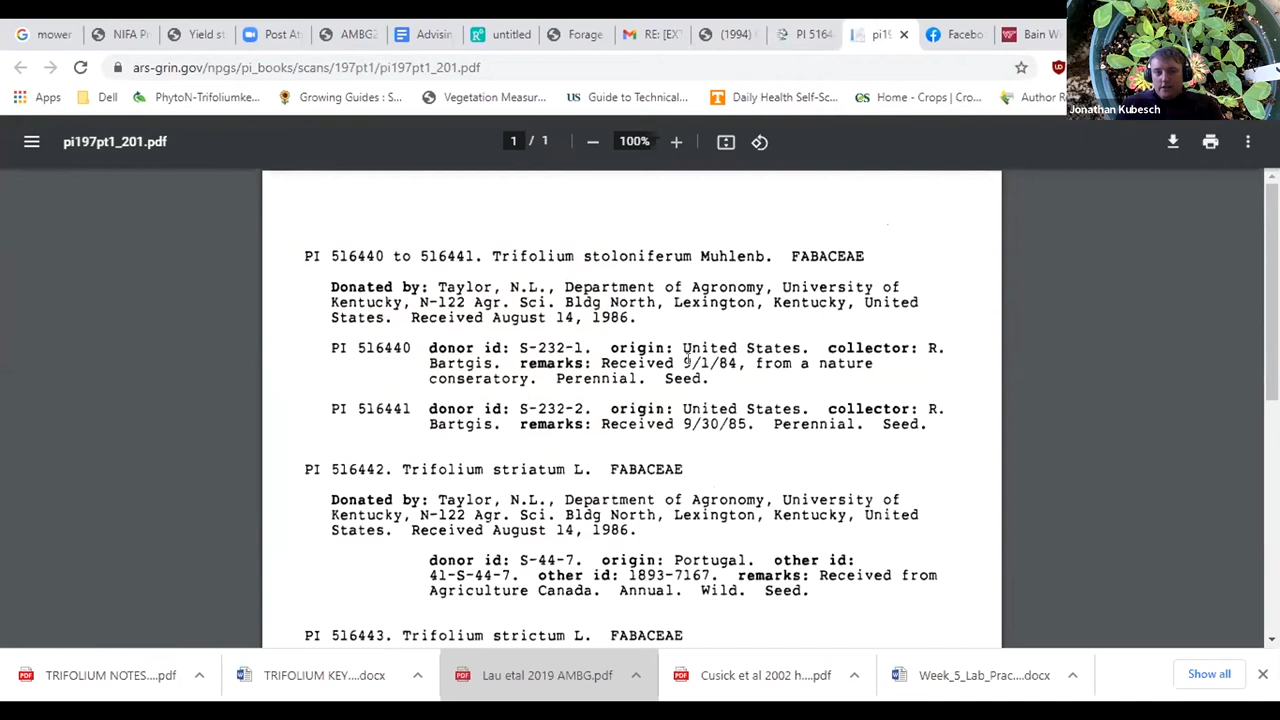 mower
NIFA Pr
Yield st
Post A
AMBG:
Advisin
untitled
Forage
RE: [EX
(1994)
PI 5164
pi19
Facebo
Bain Wi
ars-grin.gov/npgs/pi_books/scans/197pt1/pi197pt1_201.pdf
Apps
Dell
PhytoN-Trifoliumke...
Growing Guides : S...
Vegetation Measur...
US
Guide to Technical...
Daily Health Self-Sc...
Home - Crops | Cro...
Author R
Jonathan Kubesch
pi197pt1_201.pdf
1 / 1
100%
PI 516440 to 516441. Trifolium stoloniferum Muhlenb. FABACEAE
Donated by: Taylor, N.L., Department of Agronomy, University of
Kentucky, N-122 Agr. Sci. Bldg North, Lexington, Kentucky, United
States. Received August 14, 1986.
PI 516440 donor id: S-232-1. origin: United States. collector: R.
Bartgis. remarks: Received 9/1/84, from a nature
conseratory. Perennial. Seed.
PI 516441 donor id: S-232-2. origin: United States. collector: R.
Bartgis. remarks: Received 9/30/85. Perennial. Seed.
PI 516442. Trifolium striatum L. FABACEAE
Donated by: Taylor, N.L., Department of Agronomy, University of
Kentucky, N-122 Agr. Sci. Bldg North, Lexington, Kentucky, United
States. Received August 14, 1986.
donor id: S-44-7. origin: Portugal. other id:
41-S-44-7. other id: 1893-7167. remarks: Received from
Agriculture Canada. Annual. Wild. Seed.
PI 516443. Trifolium strictum L. FABACEAE
TRIFOLIUM NOTES....pdf
TRIFOLIUM KEY....docx
Lau etal 2019 AMBG.pdf
Cusick et al 2002 h....pdf
Week_5_Lab_Prac....docx
Show all